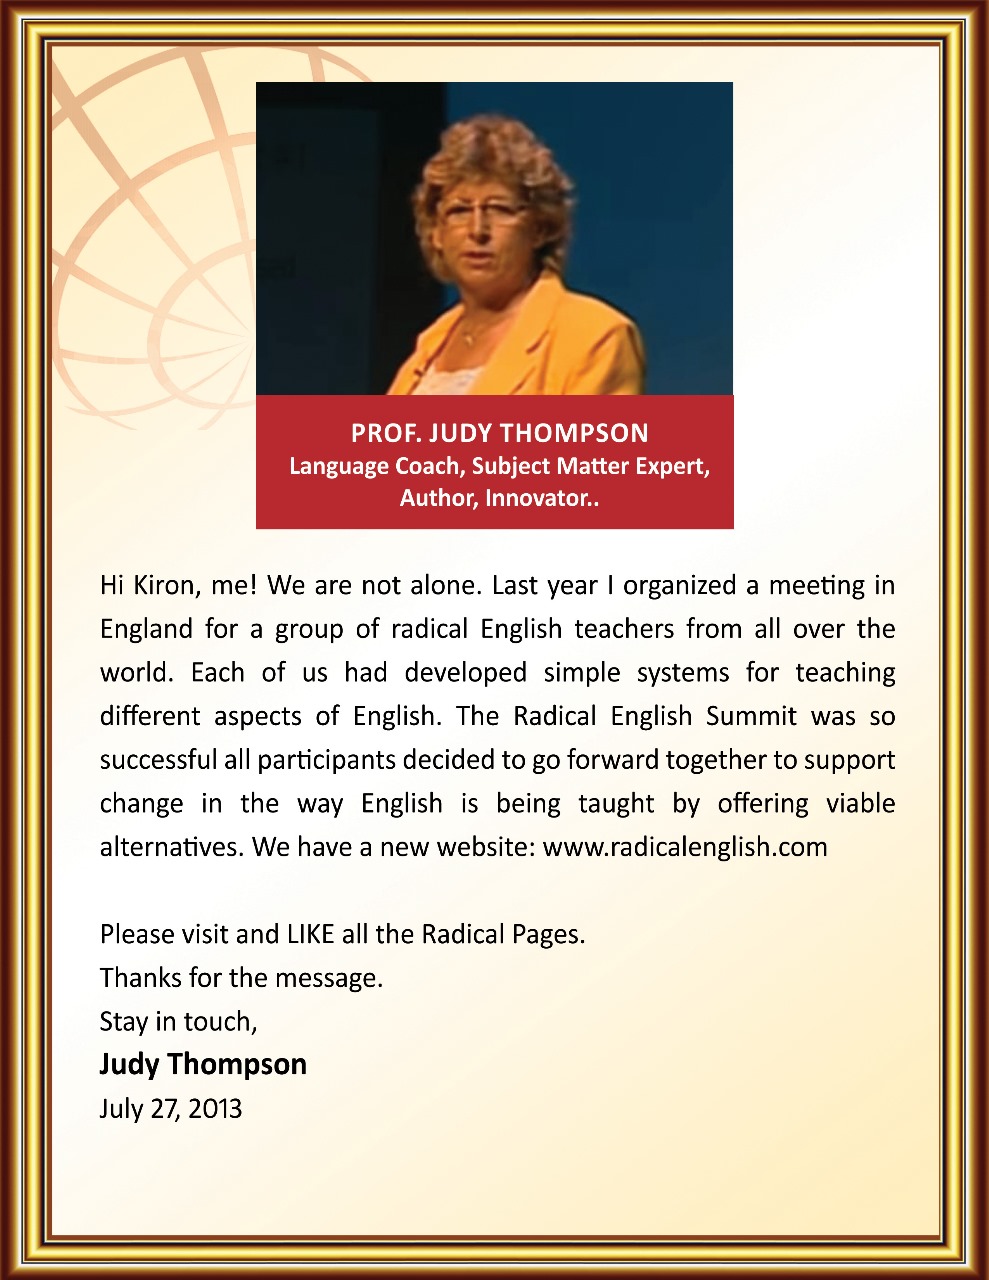 PROF. JUDY THOMPSON
Language Coach, Subject Matter Expert,
Author, Innovator..
Hi Kiron, me! We are not alone. Last year I organized a meeting in
England for a group of radical English teachers from all over the
world. Each of us had developed simple systems for teaching
different aspects of English. The Radical English Summit was so
successful all participants decided to go forward together to support
change in the way English is being taught by offering viable
alternatives. We have a new website: www.radicalenglish.com
Please visit and LIKE all the Radical Pages.
Thanks for the message.
Stay in touch,
Judy Thompson
July 27, 2013